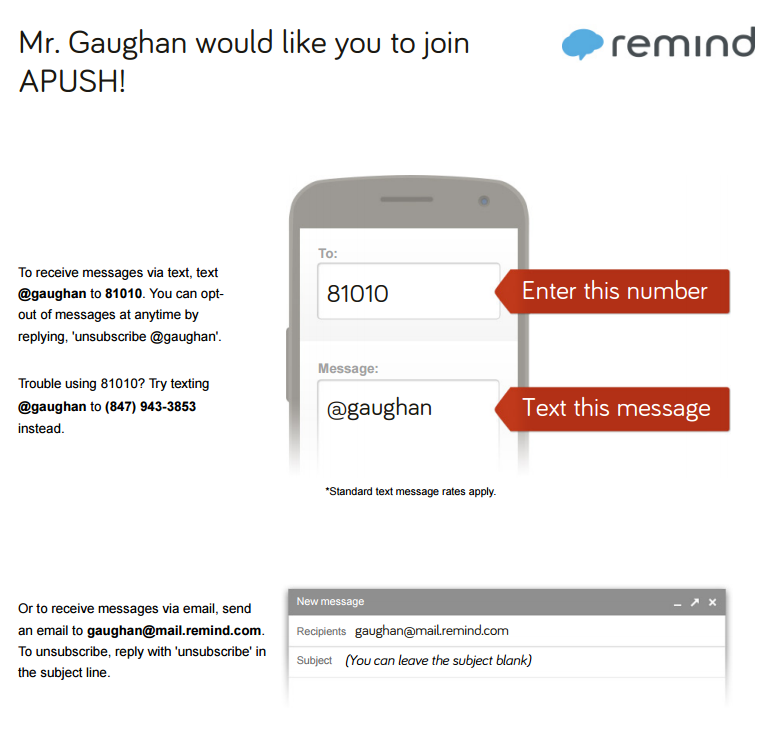 Mr. Gaughan would like you to join
APUSH!
remind
To receive messages via text, text
@gaughan to 81010. You can opt-
out of messages at anytime by
replying, 'unsubscribe @gaughan'.
Trouble using 81010? Try texting
@gaughan to (847) 943-3853
instead.
To:
81010
Enter this number
Message:
@gaughan
Text this message
*Standard text message rates apply.
Or to receive messages via email, send
an email to gaughan@mail.remind.com.
To unsubscribe, reply with 'unsubscribe' in
the subject line.
New message
Recipients gaughan@mail.remind.com
Subject (You can leave the subject blank)